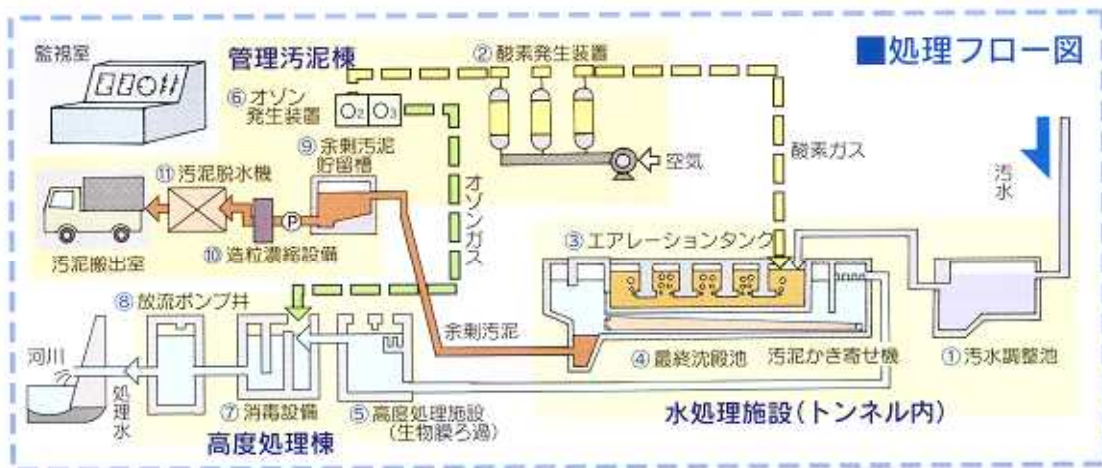 ■処理フロー図
監視室
管理汚泥棟
②酸素発生装置
⑥オゾン
発生装置
O₂ O₃
空気
酸素ガス
オゾンガス
汚水
⑨余剰汚泥
貯留槽
⑪汚泥脱水機
P
⑩造粒濃縮設備
汚泥搬出室
③エアレーションタンク
④最終沈殿池
汚泥かき寄せ機
①汚水調整池
水処理施設(トンネル内)
余剰汚泥
⑧放流ポンプ井
河川
処理水
⑦消毒設備
⑤高度処理施設
(生物膜ろ過)
高度処理棟